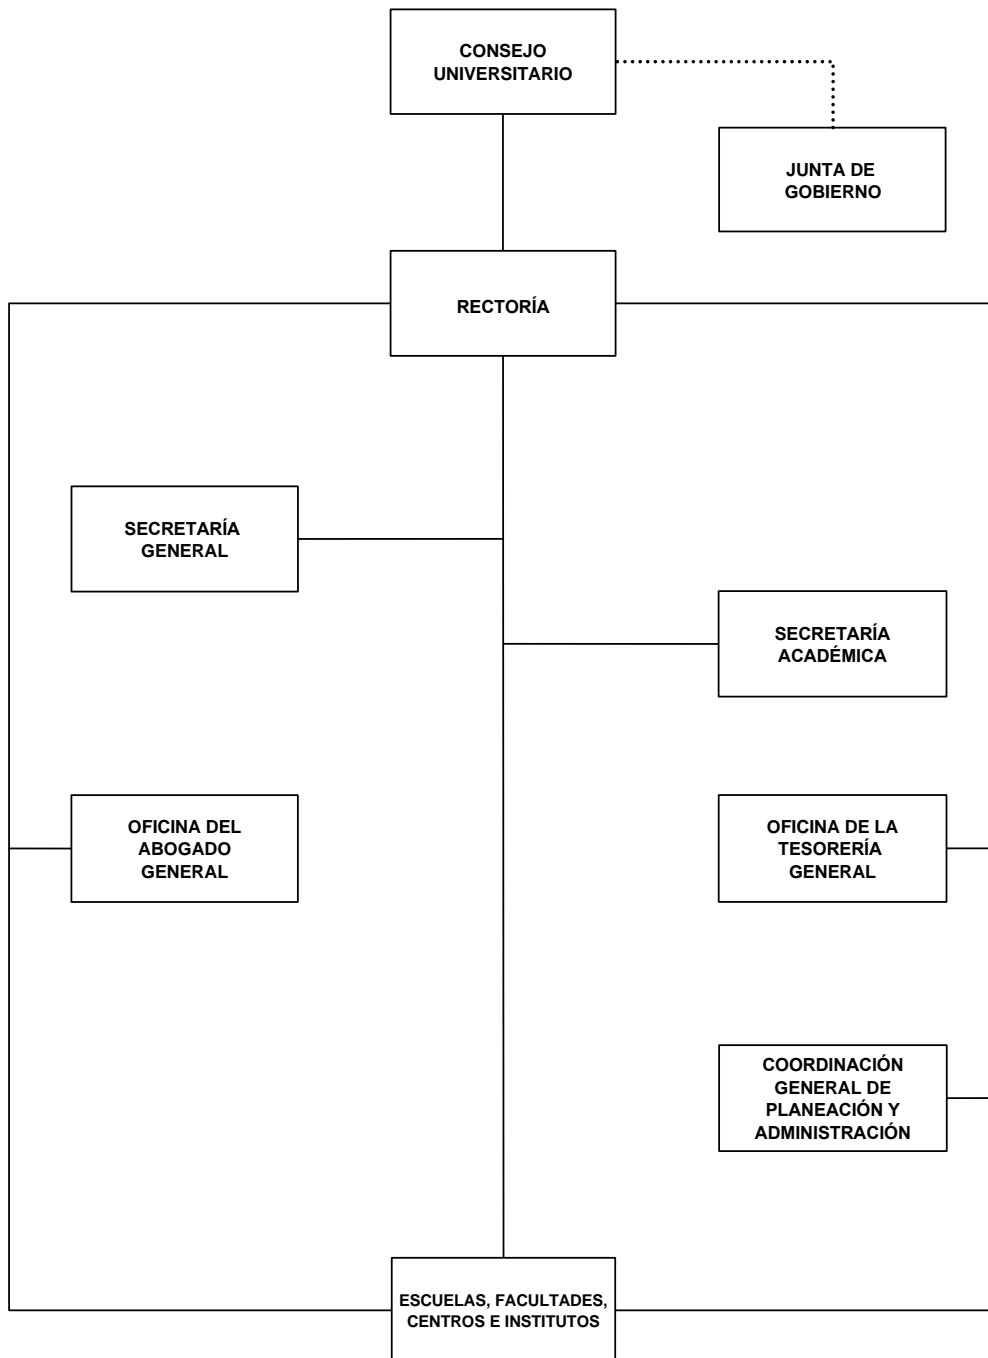 CONSEJO
UNIVERSITARIO
JUNTA DE
GOBIERNO
RECTORÍA
SECRETARÍA
GENERAL
SECRETARÍA
ACADÉMICA
OFICINA DEL
ABOGADO
GENERAL
OFICINA DE LA
TESORERÍA
GENERAL
COORDINACIÓN
GENERAL DE
PLANEACIÓN Y
ADMINISTRACIÓN
ESCUELAS, FACULTADES,
CENTROS E INSTITUTOS